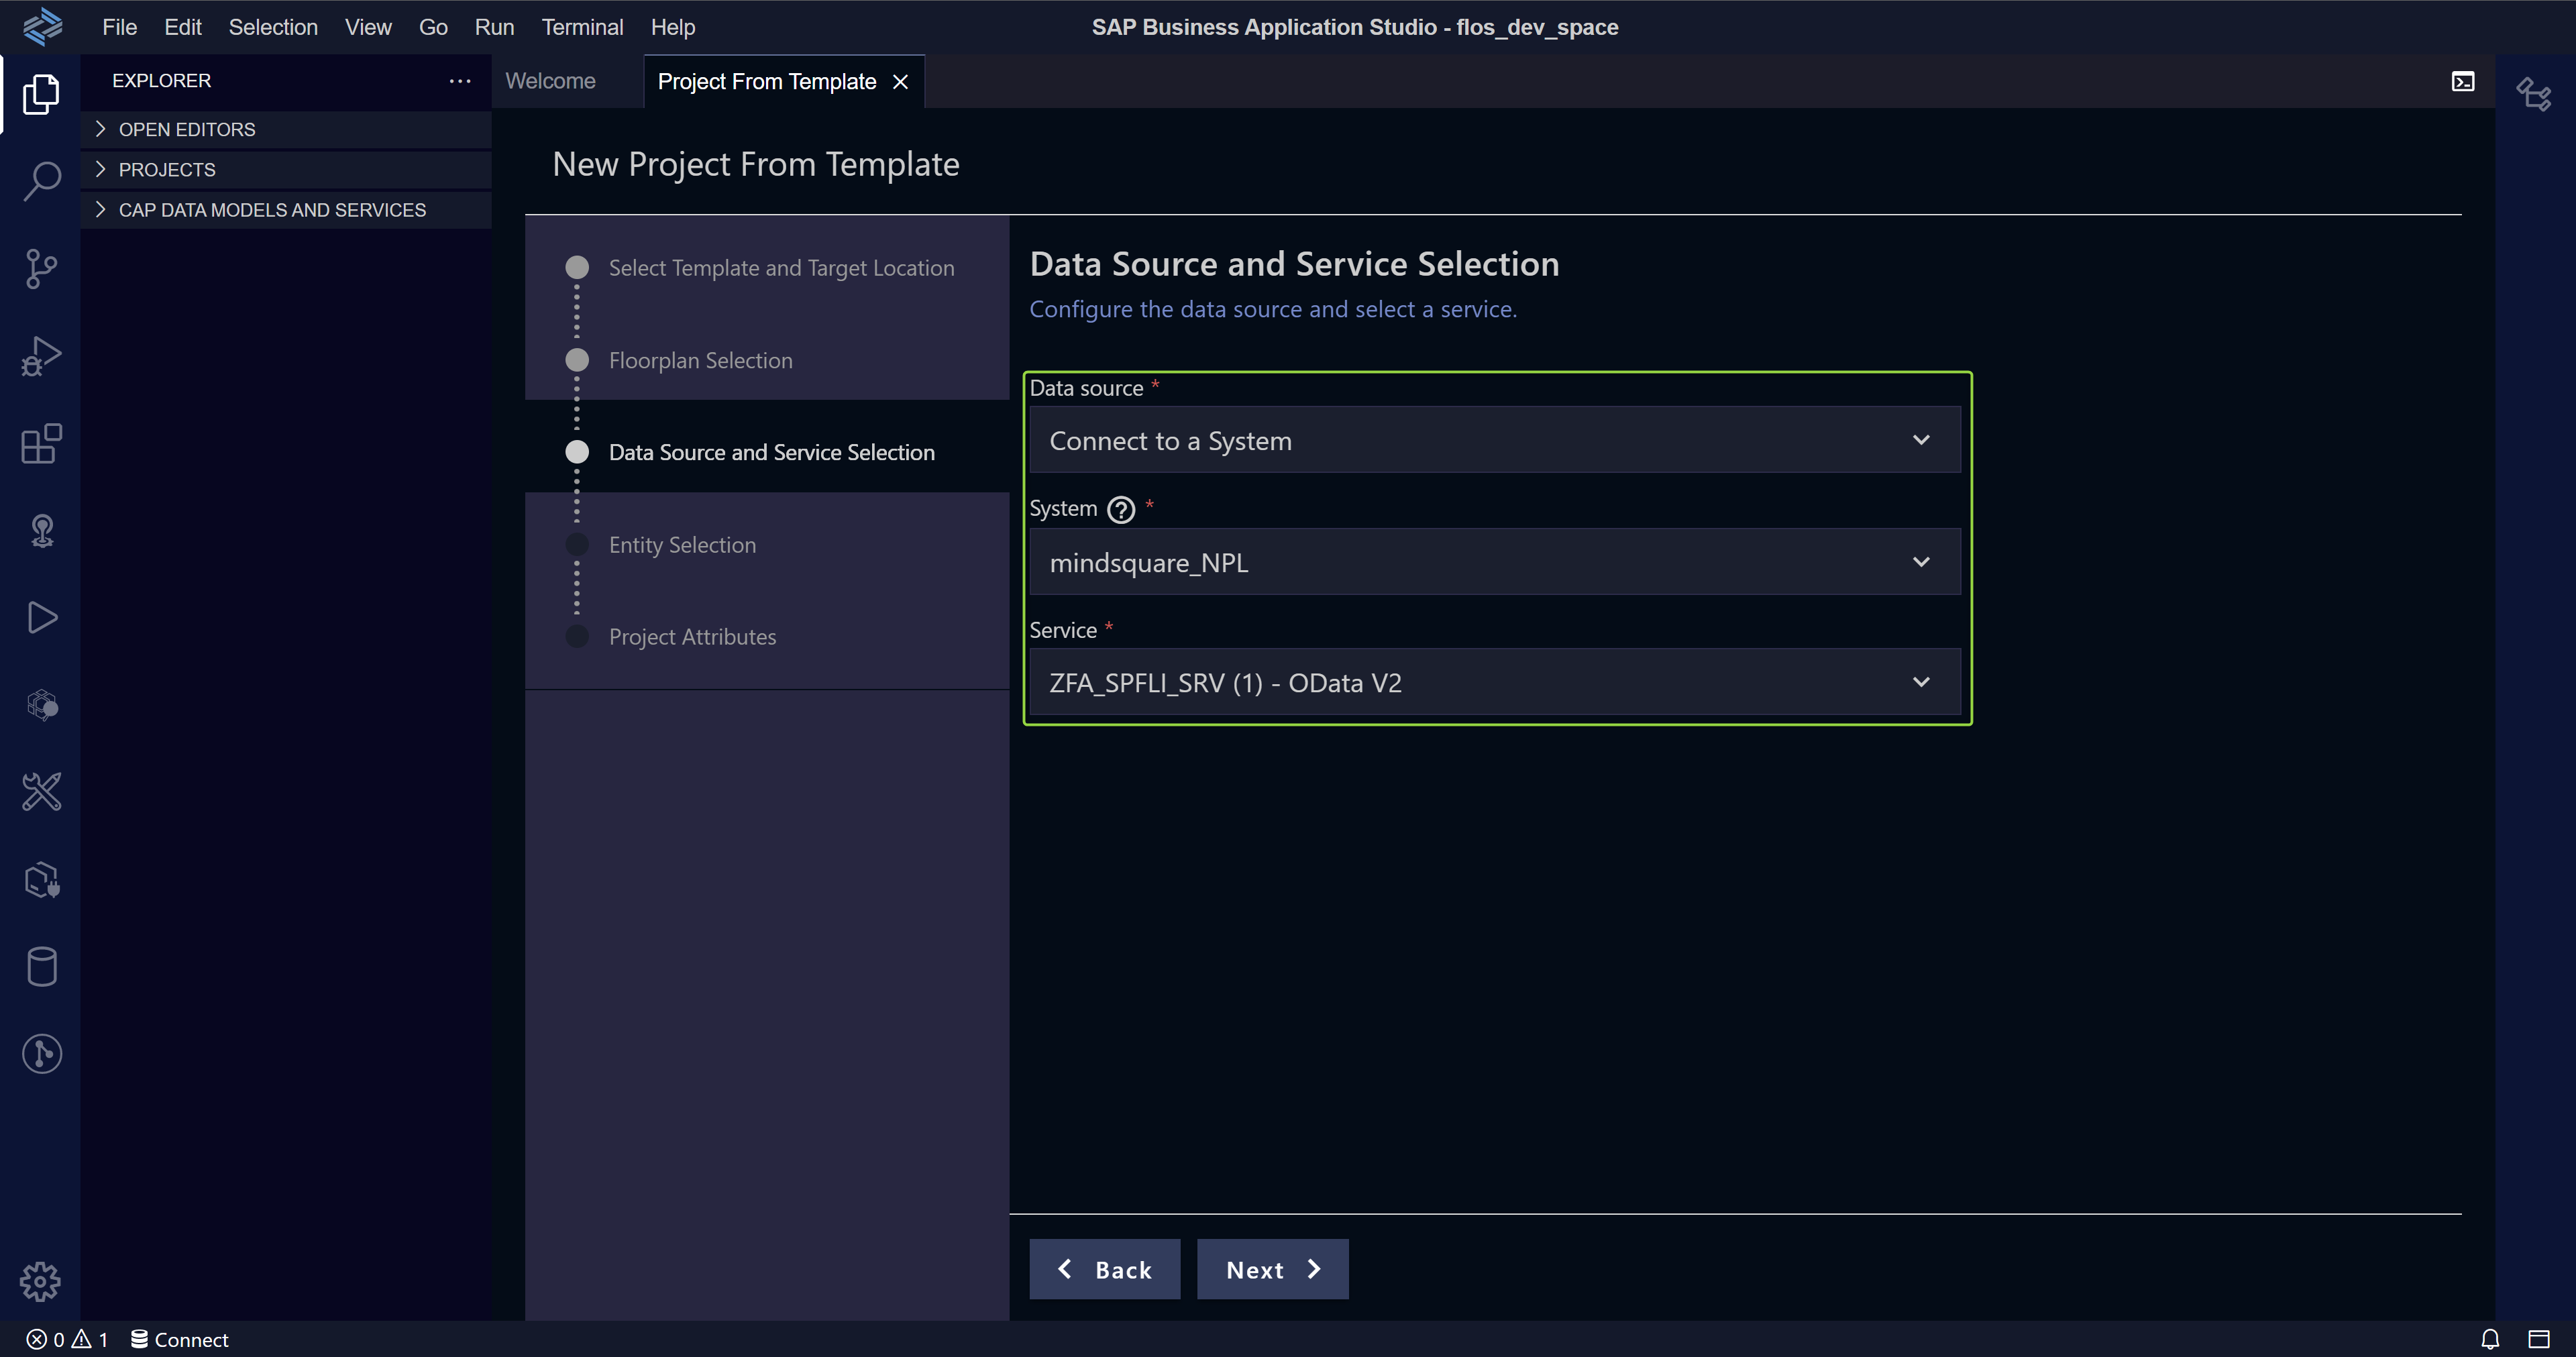 File Edit Selection View Go Run Terminal Help
SAP Business Application Studio - flos_dev_space
EXPLORER
Welcome
Project From Template
OPEN EDITORS
PROJECTS
CAP DATA MODELS AND SERVICES
New Project From Template
Select Template and Target Location
Floorplan Selection
Data Source and Service Selection
Entity Selection
Project Attributes
Data Source and Service Selection
Configure the data source and select a service.
Data source *
Connect to a System
System ? *
mindsquare_NPL
Service *
ZFA_SPFLI_SRV (1) - OData V2
Back
Next
0 1 Connect